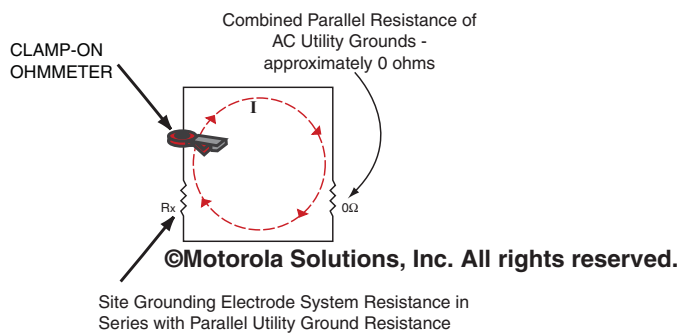 Combined Parallel Resistance of
AC Utility Grounds -
approximately 0 ohms
CLAMP-ON
OHMMETER
I
Rx
0Ω
©Motorola Solutions, Inc. All rights reserved.
Site Grounding Electrode System Resistance in
Series with Parallel Utility Ground Resistance